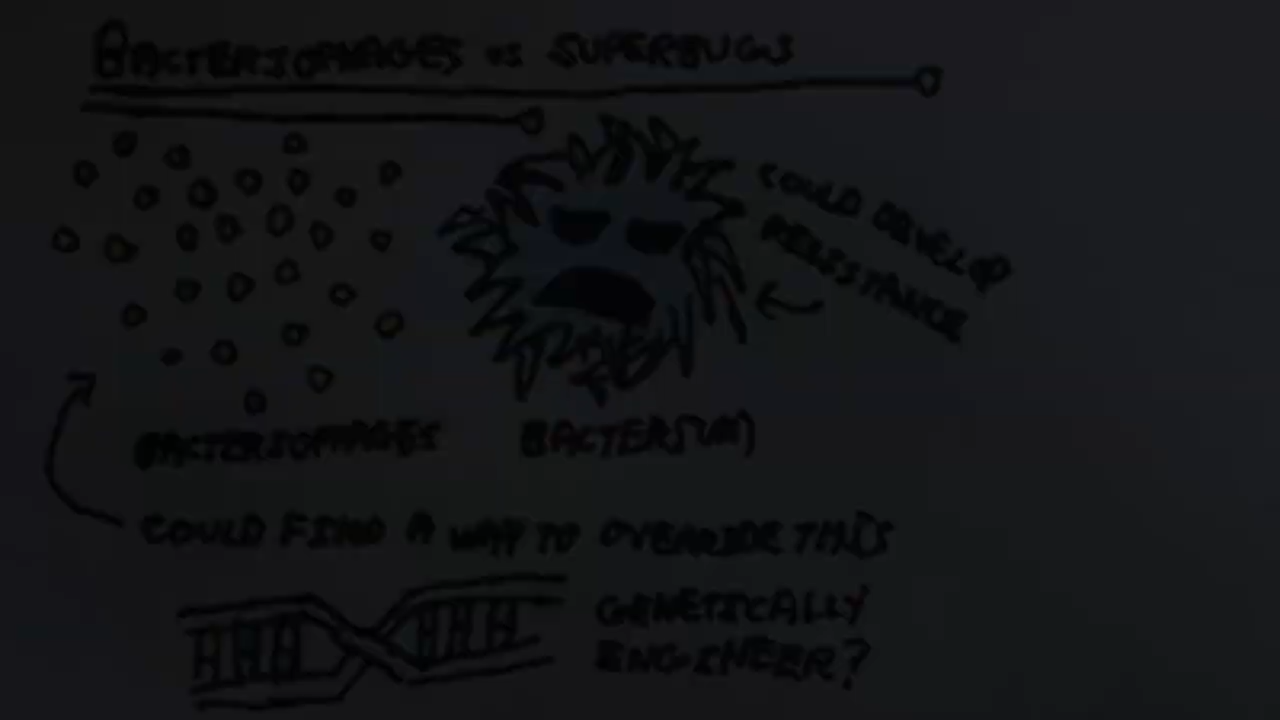 BACTERIOPHAGES vs SUPERBUGS
COULD DEVELOP
RESISTANCE
BACTERIOPHAGES
BACTERIUM
COULD FIND A WAY TO OVERRIDE THIS
GENETICALLY
ENGINEER?